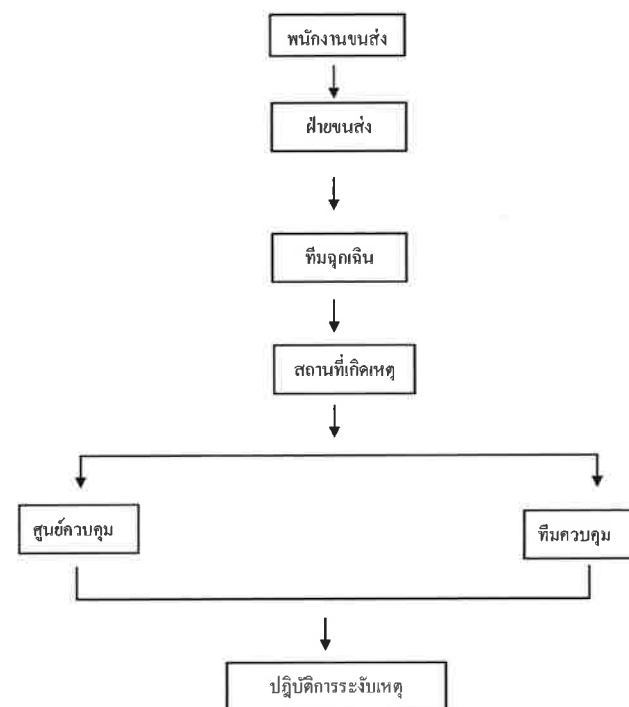 พนักงานขนส่ง
ฝ่ายขนส่ง
ทีมฉุกเฉิน
สถานที่เกิดเหตุ
ศูนย์ควบคุม
ทีมควบคุม
ปฎิบัติการระงับเหตุ